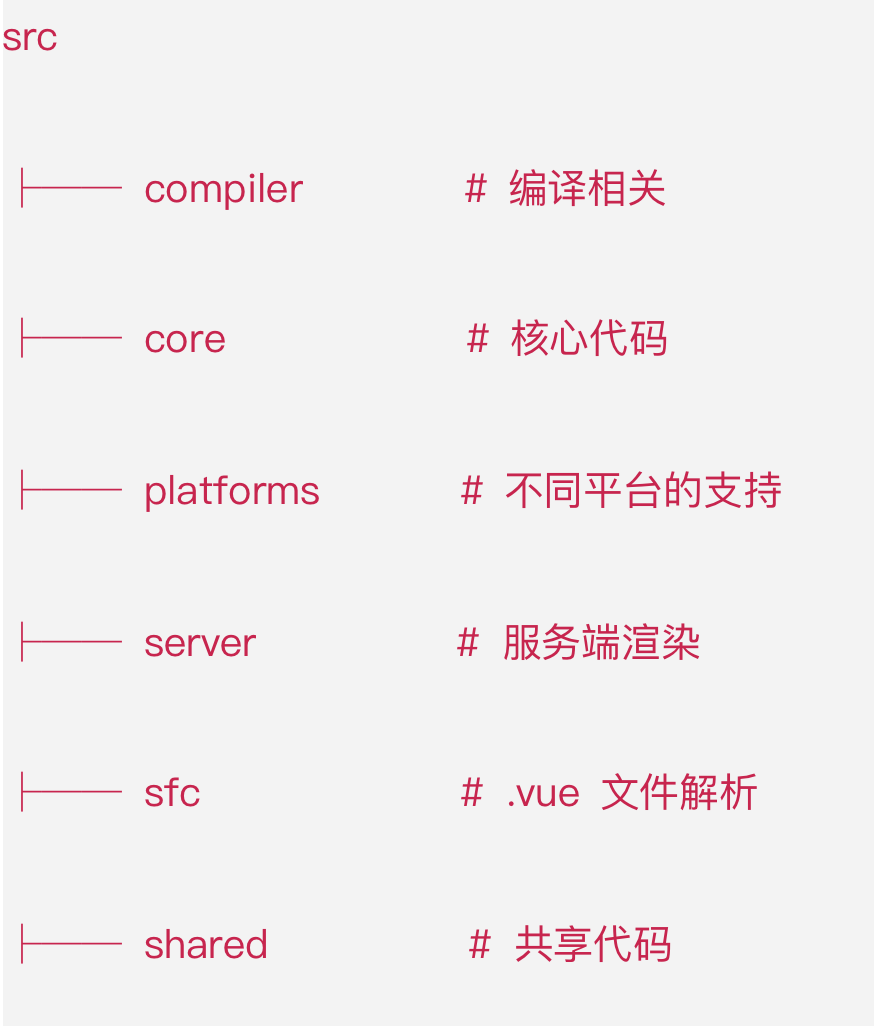 src
├── compiler # 编译相关
├── core # 核心代码
├── platforms # 不同平台的支持
├── server # 服务端渲染
├── sfc # .vue 文件解析
├── shared # 共享代码